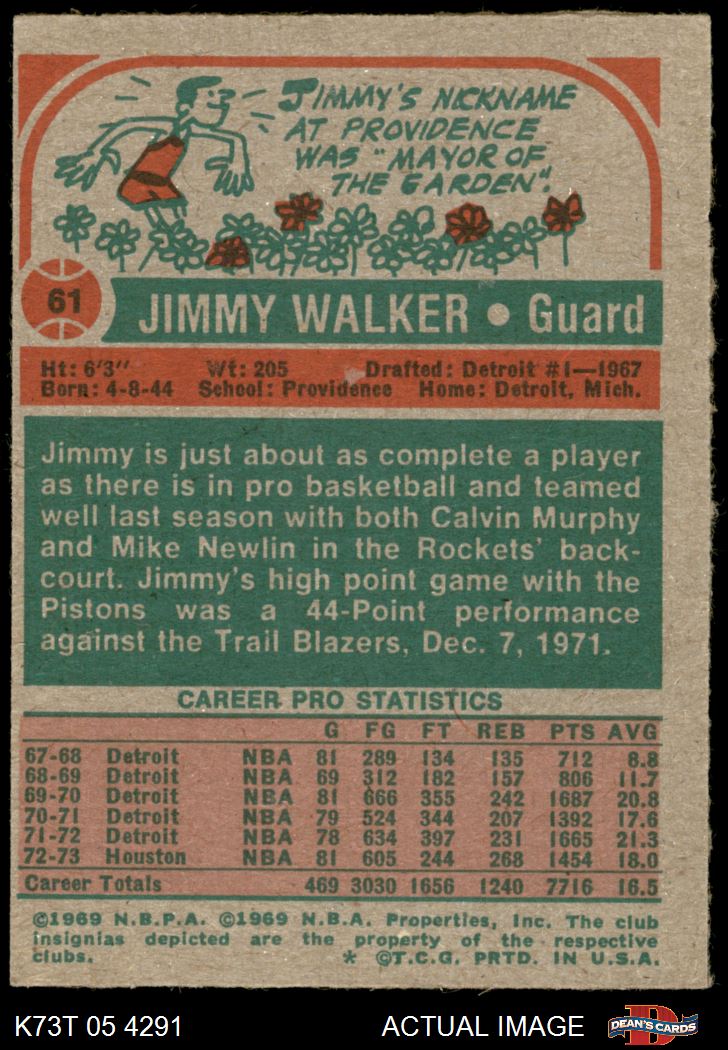 JIMMY'S NICKNAME
AT PROVIDENCE
WAS "MAYOR OF
THE GARDEN".
61
JIMMY WALKER • Guard
Ht: 6'3" Wt: 205 Drafted: Detroit #1—1967
Born: 4-8-44 School: Providence Home: Detroit, Mich.
Jimmy is just about as complete a player
as there is in pro basketball and teamed
well last season with both Calvin Murphy
and Mike Newlin in the Rockets' back-
court. Jimmy's high point game with the
Pistons was a 44-Point performance
against the Trail Blazers, Dec. 7, 1971.
CAREER PRO STATISTICS
G FG FT REB PTS AVG
67-68 Detroit NBA 81 289 134 135 712 8.8
68-69 Detroit NBA 69 312 182 157 806 11.7
69-70 Detroit NBA 81 666 355 242 1687 20.8
70-71 Detroit NBA 79 524 344 207 1392 17.6
71-72 Detroit NBA 78 634 397 231 1665 21.3
72-73 Houston NBA 81 605 244 268 1454 18.0
Career Totals 469 3030 1656 1240 7716 16.5
©1969 N.B.P.A. ©1969 N.B.A. Properties, Inc. The club
insignias depicted are the property of the respective
clubs. * ©T.C.G. PRTD. IN U.S.A.
K73T 05 4291 ACTUAL IMAGE DEAN'S CARDS